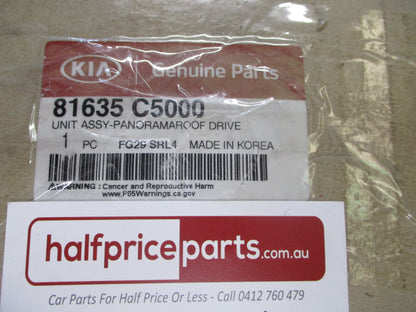 KIA Genuine Parts
81635 C5000
UNIT ASSY-PANORAMAROOF DRIVE
1 PC FG29 SRL4 MADE IN KOREA
WARNING : Cancer and Reproductive Harm
www.P65Warnings.ca.gov
halfpriceparts.com.au
Car Parts For Half Price Or Less - Call 0412 760 479